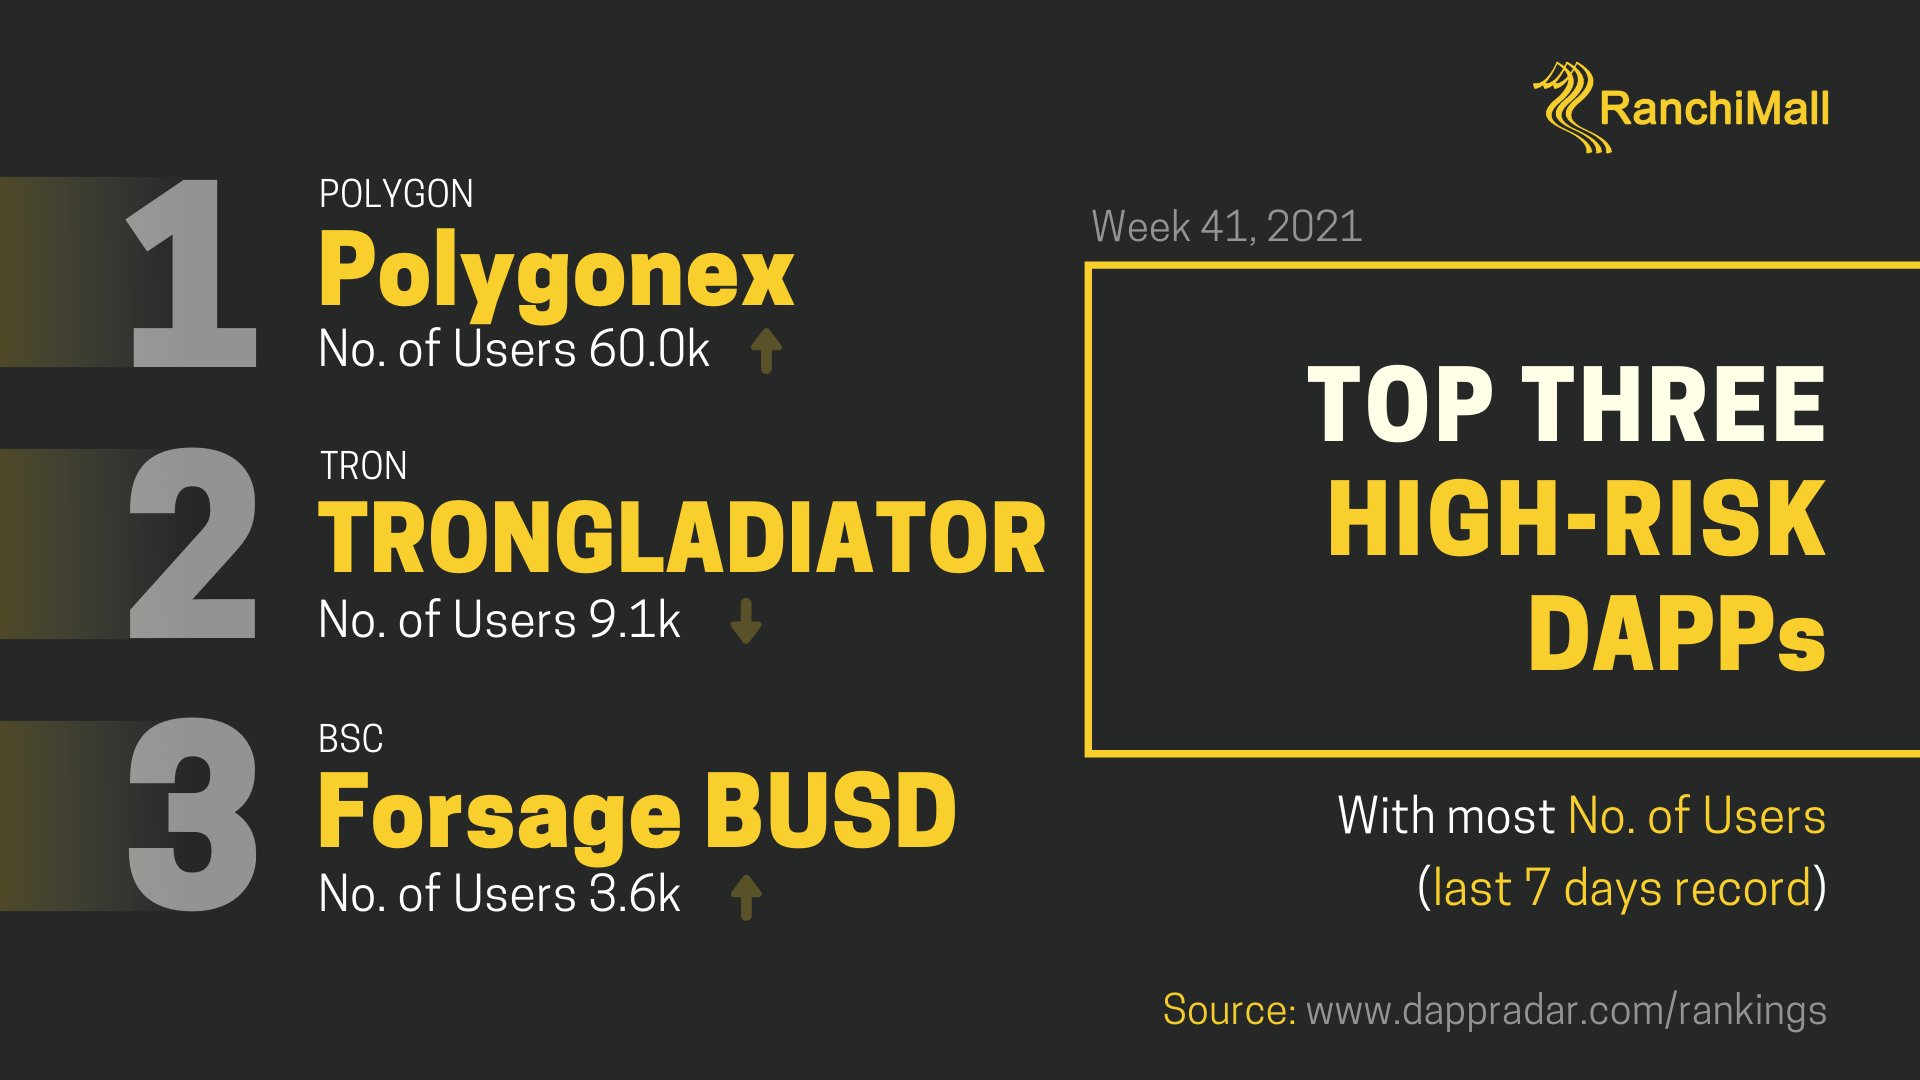 RanchiMall
1
POLYGON
Polygonex
No. of Users 60.0k
2
TRON
TRONGLADIATOR
No. of Users 9.1k
3
BSC
Forsage BUSD
No. of Users 3.6k
Week 41, 2021
TOP THREE
HIGH-RISK
DAPPs
With most No. of Users
(last 7 days record)
Source: www.dappradar.com/rankings